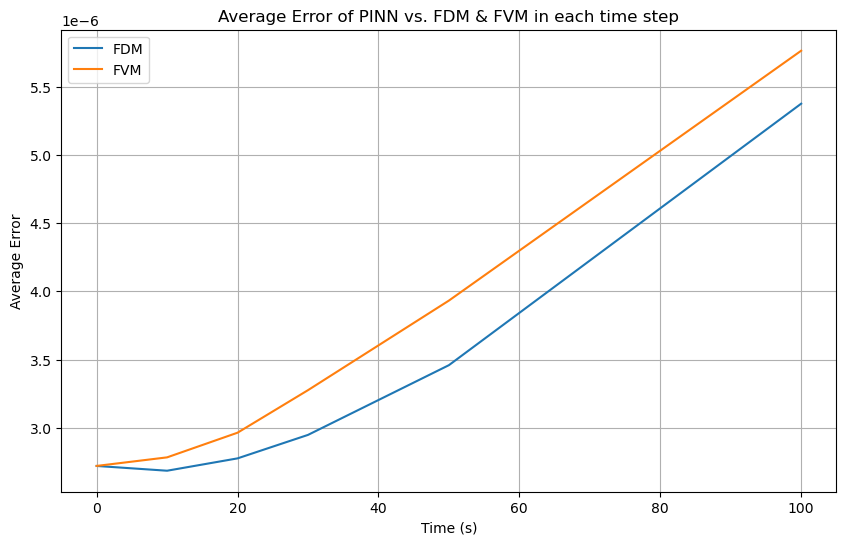 Average Error of PINN vs. FDM & FVM in each time step
1e−6
FDM
FVM
5.5
5.0
4.5
4.0
3.5
3.0
Average Error
0 20 40 60 80 100
Time (s)